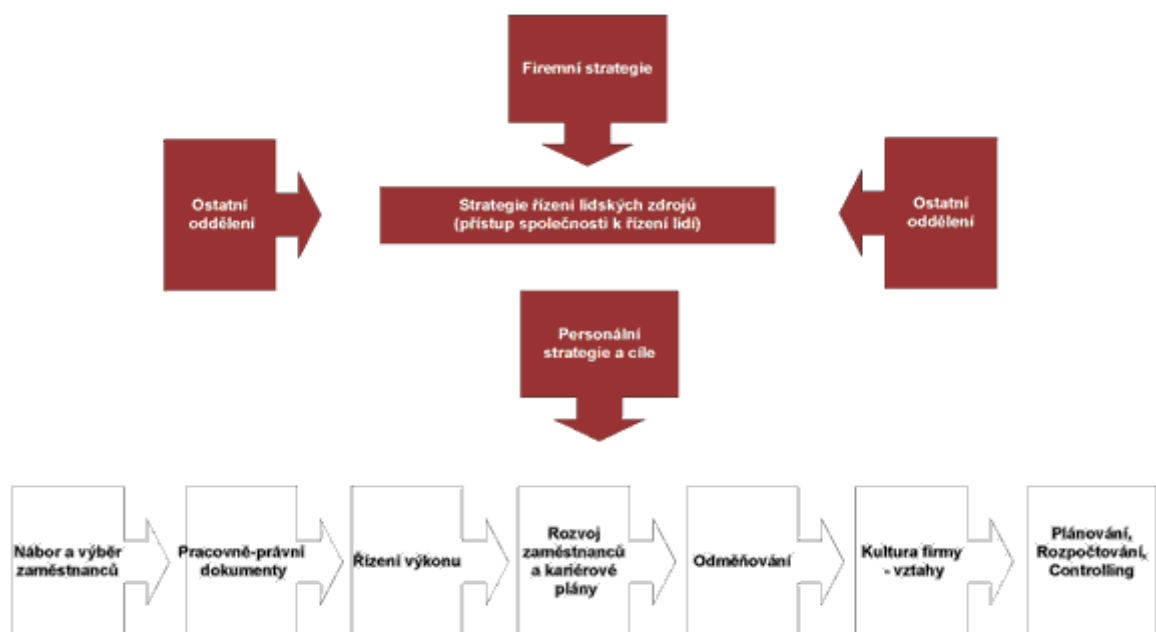 Firemní strategie
Ostatní
oddělení
Strategie řízení lidských zdrojů
(přístup společnosti k řízení lidí)
Ostatní
oddělení
Personální
strategie a cíle
Nábor a výběr
zaměstnanců
Pracovně-právní
dokumenty
Řízení výkonu
Rozvoj
zaměstnanců
a kariérové
plány
Odměňování
Kultura firmy
- vztahy
Plánování,
Rozpočtování,
Controlling